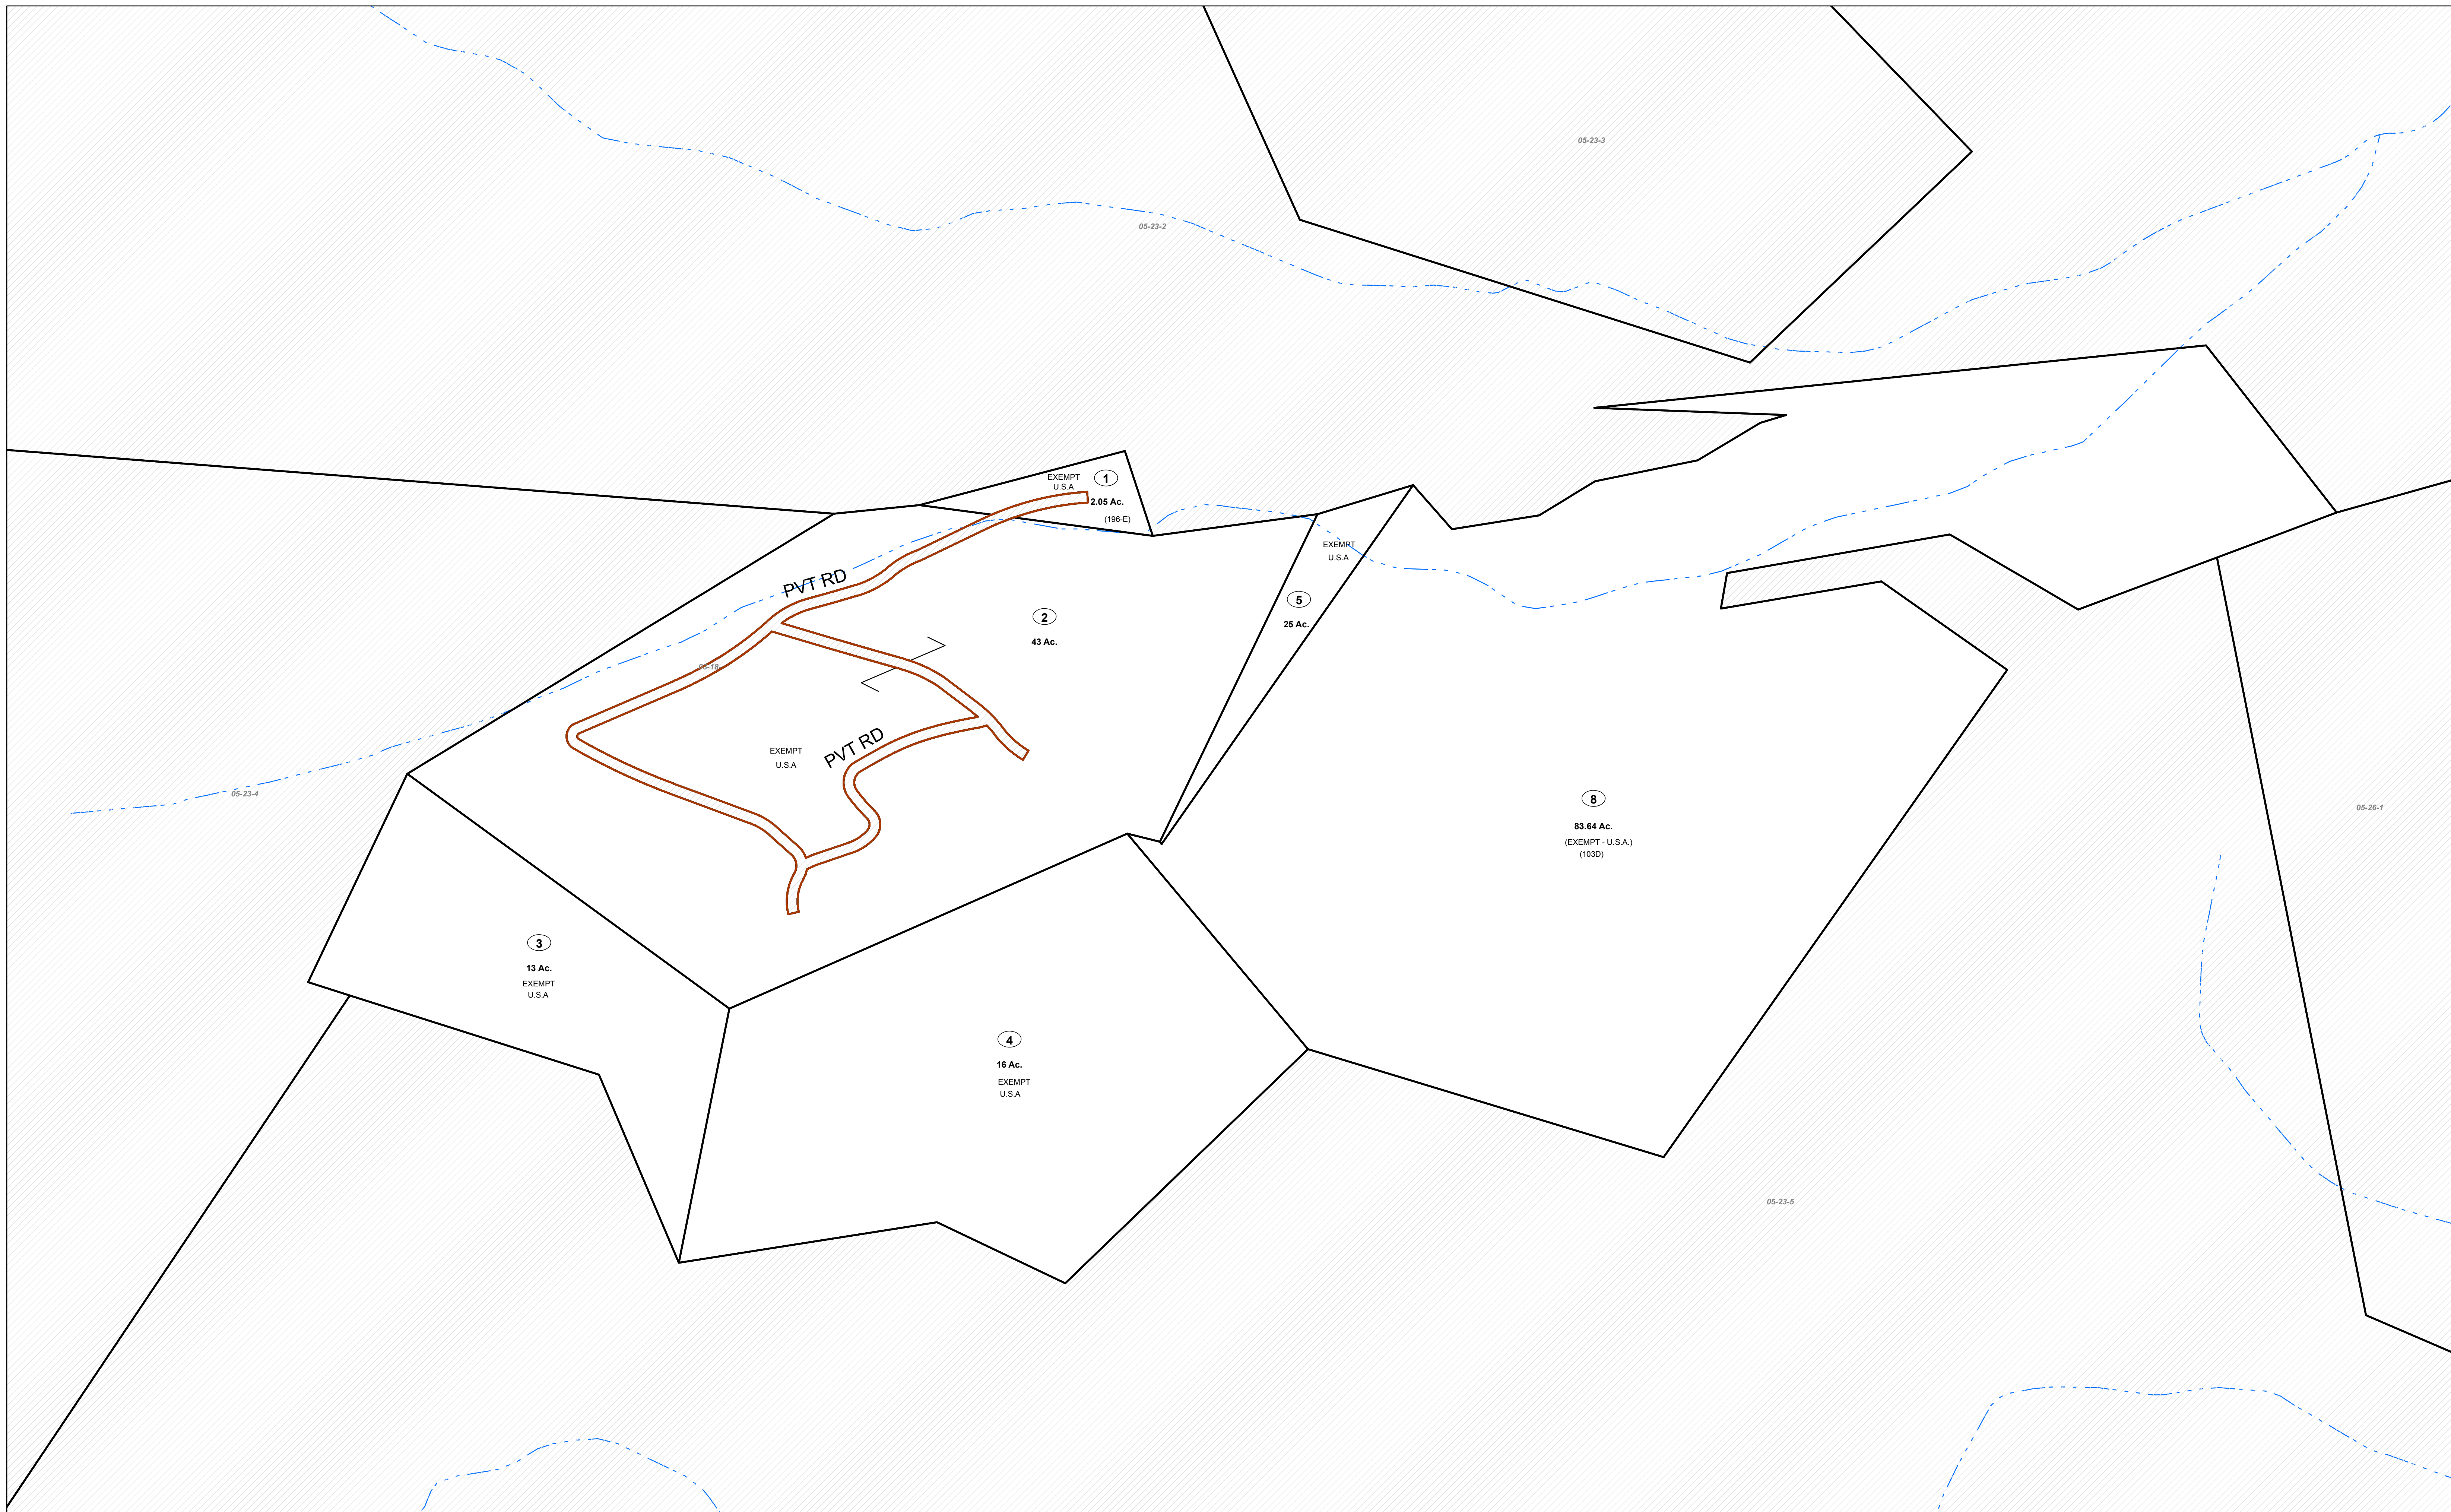 05-23-3
05-23-2
EXEMPT
U.S.A
1
2.05 Ac.
(196-E)
EXEMPT
U.S.A
5
25 Ac.
PVT RD
2
43 Ac.
EXEMPT
U.S.A
PVT RD
05-23-4
8
83.64 Ac.
(EXEMPT - U.S.A.)
(103D)
05-26-1
3
13 Ac.
EXEMPT
U.S.A
4
16 Ac.
EXEMPT
U.S.A
05-23-5